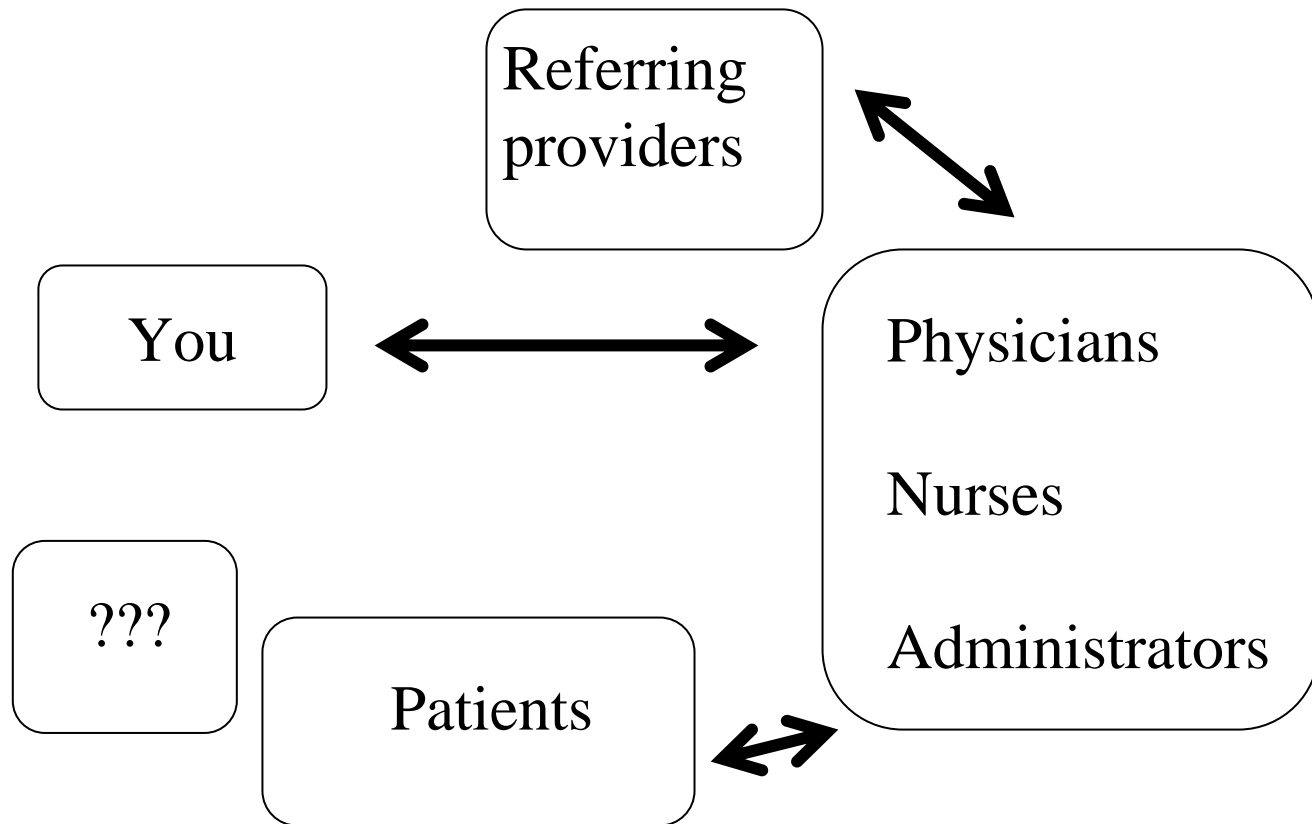 Referring
providers
You
Physicians
Nurses
Administrators
???
Patients